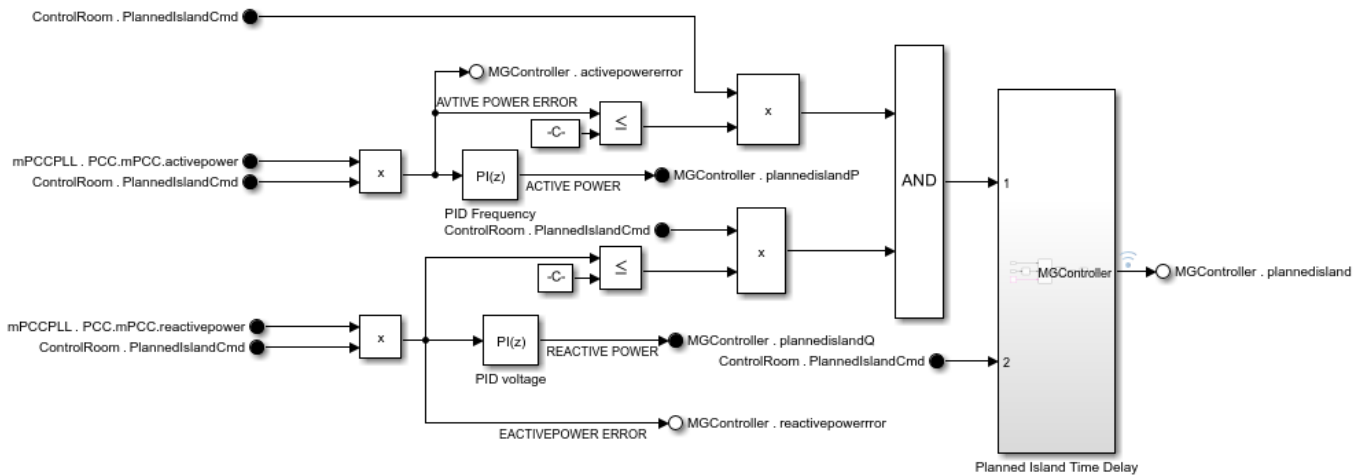 ControlRoom . PlannedIslandCmd
MGController . activepowererror
AVTIVE POWER ERROR
-C-
≤
x
mPCCPLL . PCC.mPCC.activepower
ControlRoom . PlannedIslandCmd
x
PI(z)
ACTIVE POWER
MGController . plannedislandP
PID Frequency
AND
1
ControlRoom . PlannedIslandCmd
x
-C-
≤
MGController
MGController . plannedisland
mPCCPLL . PCC.mPCC.reactivepower
ControlRoom . PlannedIslandCmd
x
PI(z)
REACTIVE POWER
MGController . plannedislandQ
PID voltage
ControlRoom . PlannedIslandCmd
2
EACTIVEPOWER ERROR
MGController . reactivepowerrror
Planned Island Time Delay